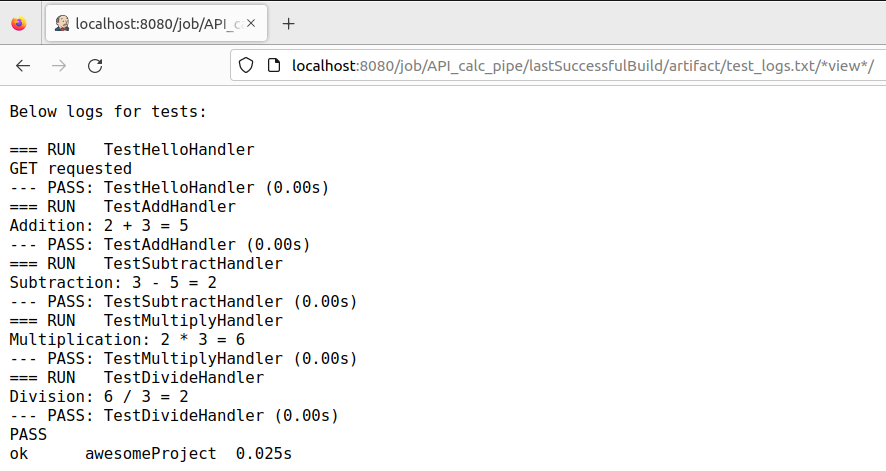 localhost:8080/job/API_c
localhost:8080/job/API_calc_pipe/lastSuccessfulBuild/artifact/test_logs.txt/*view*/
Below logs for tests:
=== RUN   TestHelloHandler
GET requested
--- PASS: TestHelloHandler (0.00s)
=== RUN   TestAddHandler
Addition: 2 + 3 = 5
--- PASS: TestAddHandler (0.00s)
=== RUN   TestSubtractHandler
Subtraction: 3 - 5 = 2
--- PASS: TestSubtractHandler (0.00s)
=== RUN   TestMultiplyHandler
Multiplication: 2 * 3 = 6
--- PASS: TestMultiplyHandler (0.00s)
=== RUN   TestDivideHandler
Division: 6 / 3 = 2
--- PASS: TestDivideHandler (0.00s)
PASS
ok      awesomeProject  0.025s